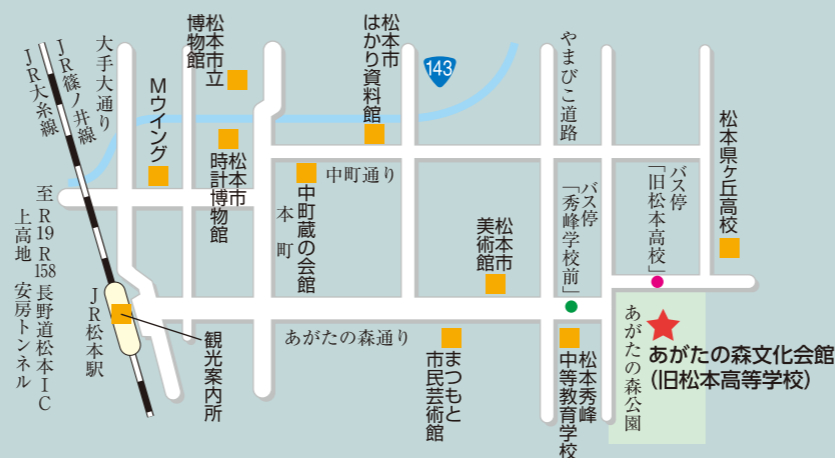 JR大糸線
JR篠ノ井線
大手大通り
Mウイング
松本市立
博物館
松本市
時計博物館
松本市
はかり資料館
143
やまびこ道路
松本県ヶ丘高校
中町通り
中町蔵の会館
本町
松本市
美術館
バス停
「秀峰学校前」
バス停
「旧松本高校」
至 R19 R158 長野道松本IC
上高地 安房トンネル
JR松本駅
観光案内所
あがたの森通り
まつもと
市民芸術館
松本秀峰
中等教育学校
あがたの森公園
あがたの森文化会館
(旧松本高等学校)